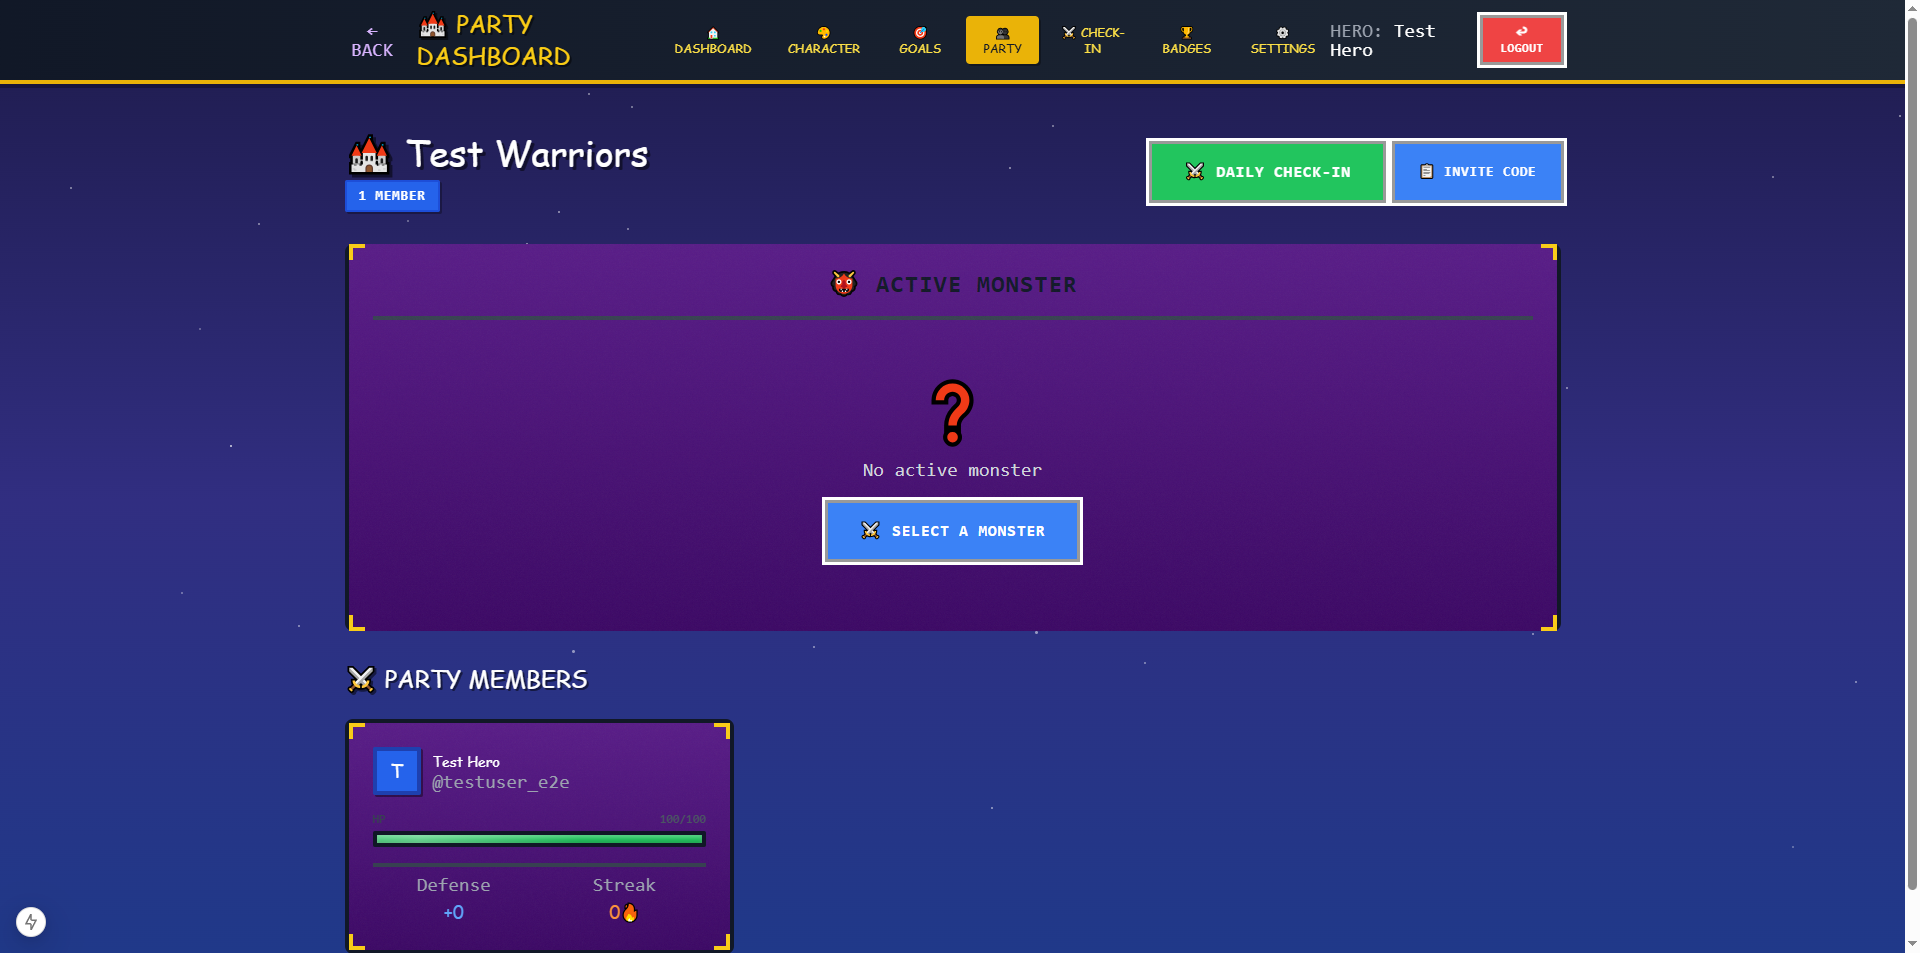 ←
BACK
PARTY
DASHBOARD
DASHBOARD
CHARACTER
GOALS
PARTY
CHECK-
IN
BADGES
SETTINGS
HERO: Test
Hero
LOGOUT
Test Warriors
1 MEMBER
DAILY CHECK-IN
INVITE CODE
ACTIVE MONSTER
No active monster
SELECT A MONSTER
PARTY MEMBERS
T
Test Hero
@testuser_e2e
HP 100/100
Defense Streak
+0 0